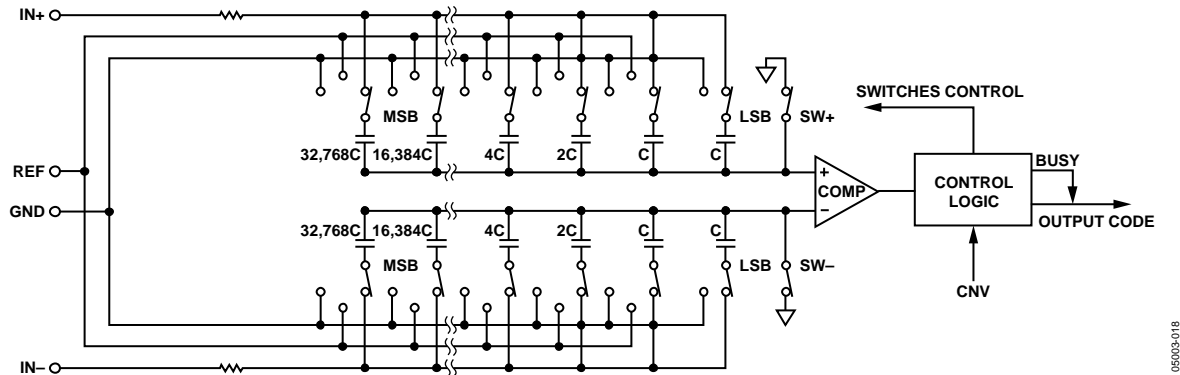 IN+
SWITCHES CONTROL
MSB
LSB
SW+
32,768C 16,384C 4C 2C C C
REF
BUSY
+
COMP
CONTROL
LOGIC
GND
–
OUTPUT CODE
32,768C 16,384C 4C 2C C C
MSB
LSB
SW–
CNV
IN–
05003-018